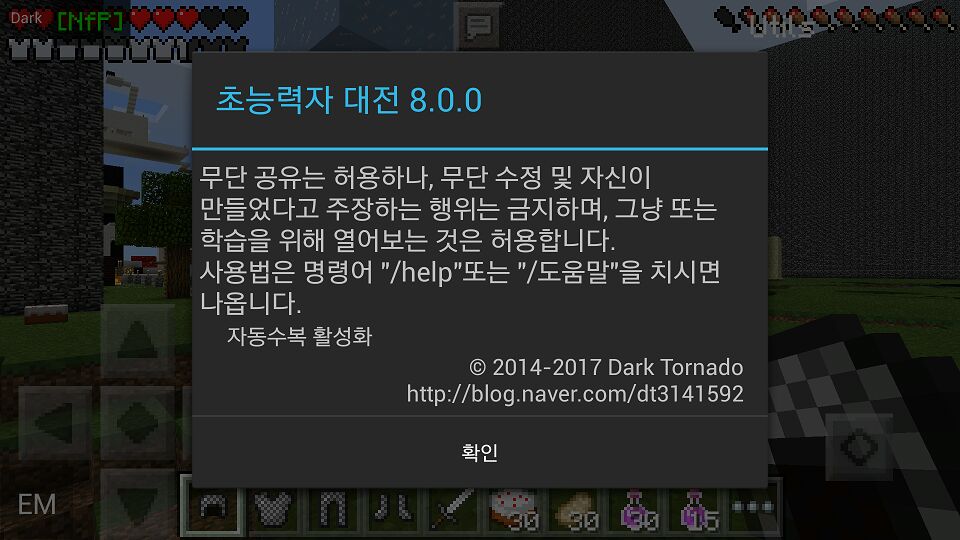 Dark
[NfP]
Utils
초능력자 대전 8.0.0
무단 공유는 허용하나, 무단 수정 및 자신이
만들었다고 주장하는 행위는 금지하며, 그냥 또는
학습을 위해 열어보는 것은 허용합니다.
사용법은 명령어 "/help"또는 "/도움말"을 치시면
나옵니다.
자동수복 활성화
© 2014-2017 Dark Tornado
http://blog.naver.com/dt3141592
확인
EM
30
30
30
15